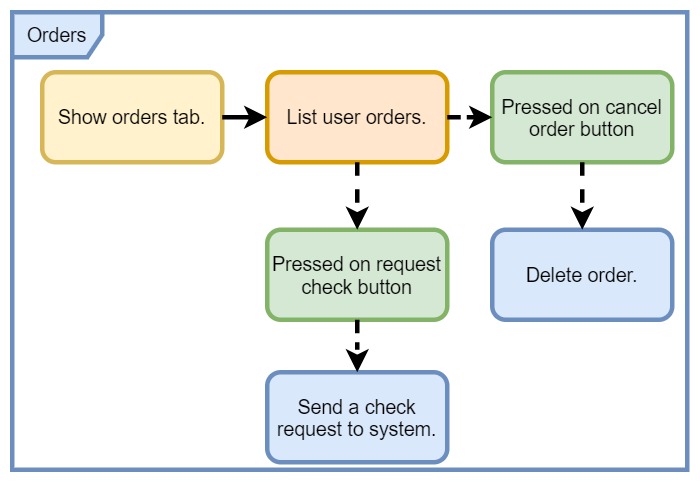 Orders
Show orders tab.
List user orders.
Pressed on cancel
order button
Pressed on request
check button
Delete order.
Send a check
request to system.